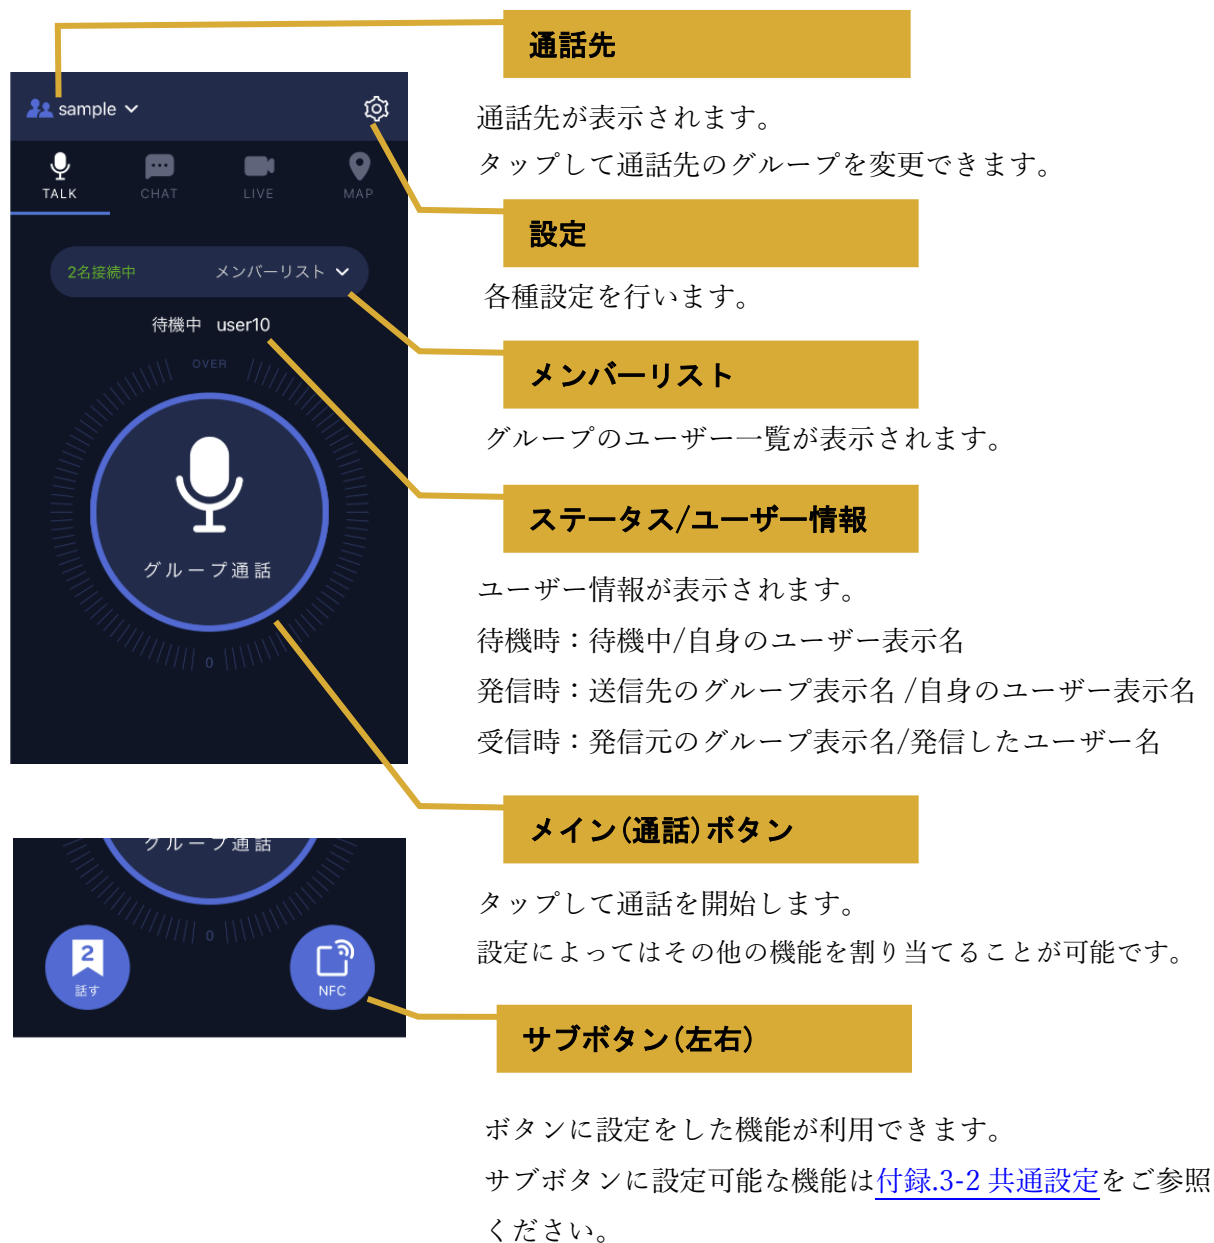 通話先
sample
通話先が表示されます。
タップして通話先のグループを変更できます。
TALK CHAT LIVE MAP
設定
各種設定を行います。
2名接続中 メンバーリスト
待機中 user10
メンバーリスト
グループのユーザー一覧が表示されます。
OVER
グループ通話
0
ステータス/ユーザー情報
ユーザー情報が表示されます。
待機時：待機中/自身のユーザー表示名
発信時：送信先のグループ表示名 /自身のユーザー表示名
受信時：発信元のグループ表示名/発信したユーザー名
メイン(通話)ボタン
タップして通話を開始します。
設定によってはその他の機能を割り当てることが可能です。
グループ通話
0
2
話す
NFC
サブボタン(左右)
ボタンに設定をした機能が利用できます。
サブボタンに設定可能な機能は付録.3-2 共通設定をご参照
ください。